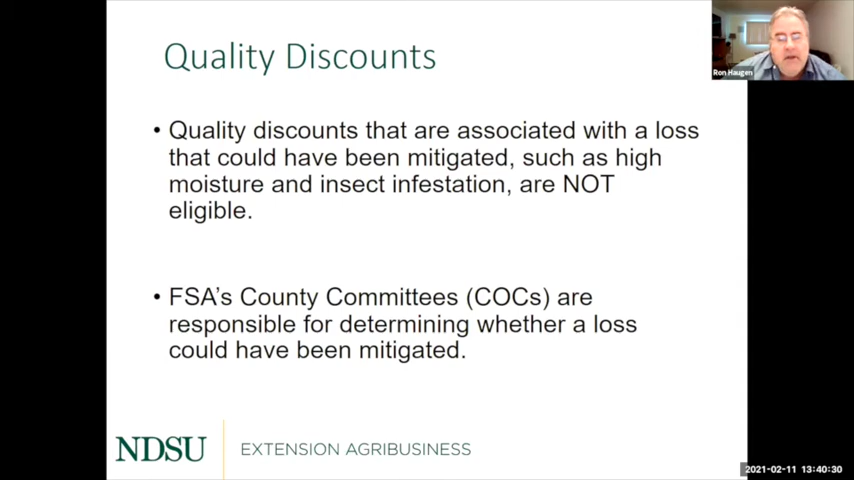 Quality Discounts
Ron Haugen
• Quality discounts that are associated with a loss
that could have been mitigated, such as high
moisture and insect infestation, are NOT
eligible.
• FSA's County Committees (COCs) are
responsible for determining whether a loss
could have been mitigated.
NDSU EXTENSION AGRIBUSINESS
2021-02-11 13:40:30